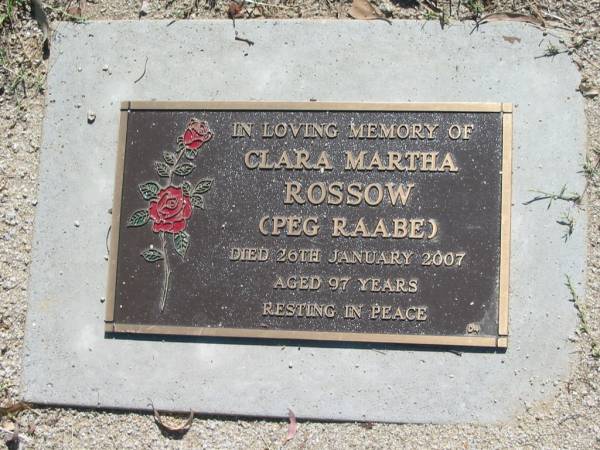 IN LOVING MEMORY OF
CLARA MARTHA
ROSSOW
(PEG RAABE)
DIED 26TH JANUARY 2007
AGED 97 YEARS
RESTING IN PEACE